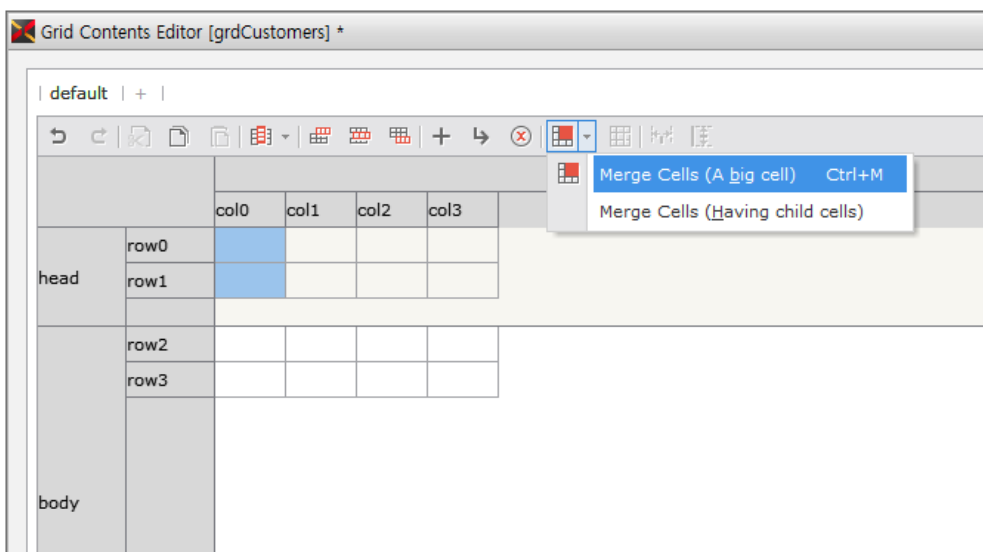 Grid Contents Editor [grdCustomers] *
| default | + |
Merge Cells (A big cell) Ctrl+M
col0 col1 col2 col3
Merge Cells (Having child cells)
row0
head
row1
row2
row3
body